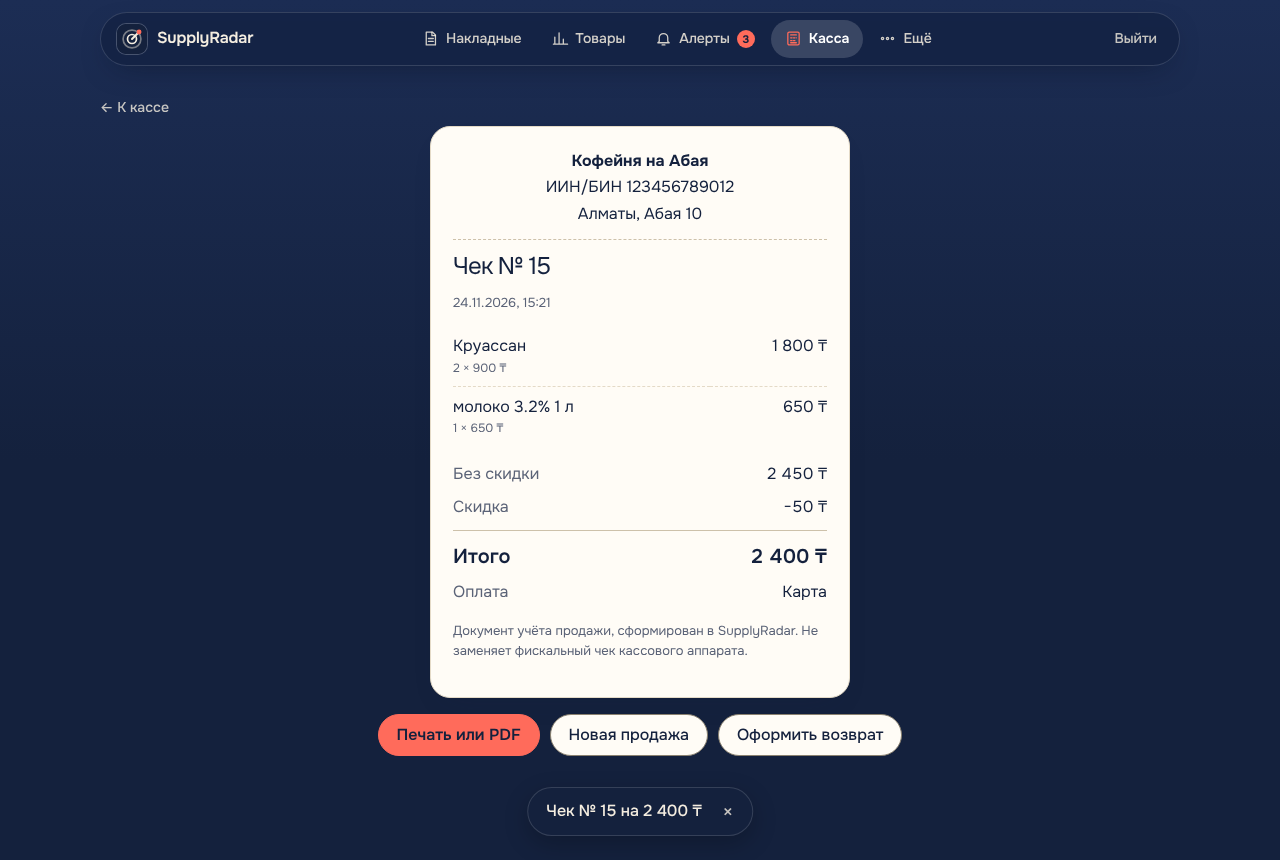 SupplyRadar
Накладные
Товары
Алерты 3
Касса
Ещё
Выйти
← К кассе
Кофейня на Абая
ИИН/БИН 123456789012
Алматы, Абая 10
Чек № 15
24.11.2026, 15:21
Круассан 1 800 ₸
2 × 900 ₸
молоко 3.2% 1 л 650 ₸
1 × 650 ₸
Без скидки 2 450 ₸
Скидка −50 ₸
Итого 2 400 ₸
Оплата Карта
Документ учёта продажи, сформирован в SupplyRadar. Не
заменяет фискальный чек кассового аппарата.
Печать или PDF
Новая продажа
Оформить возврат
Чек № 15 на 2 400 ₸ ×